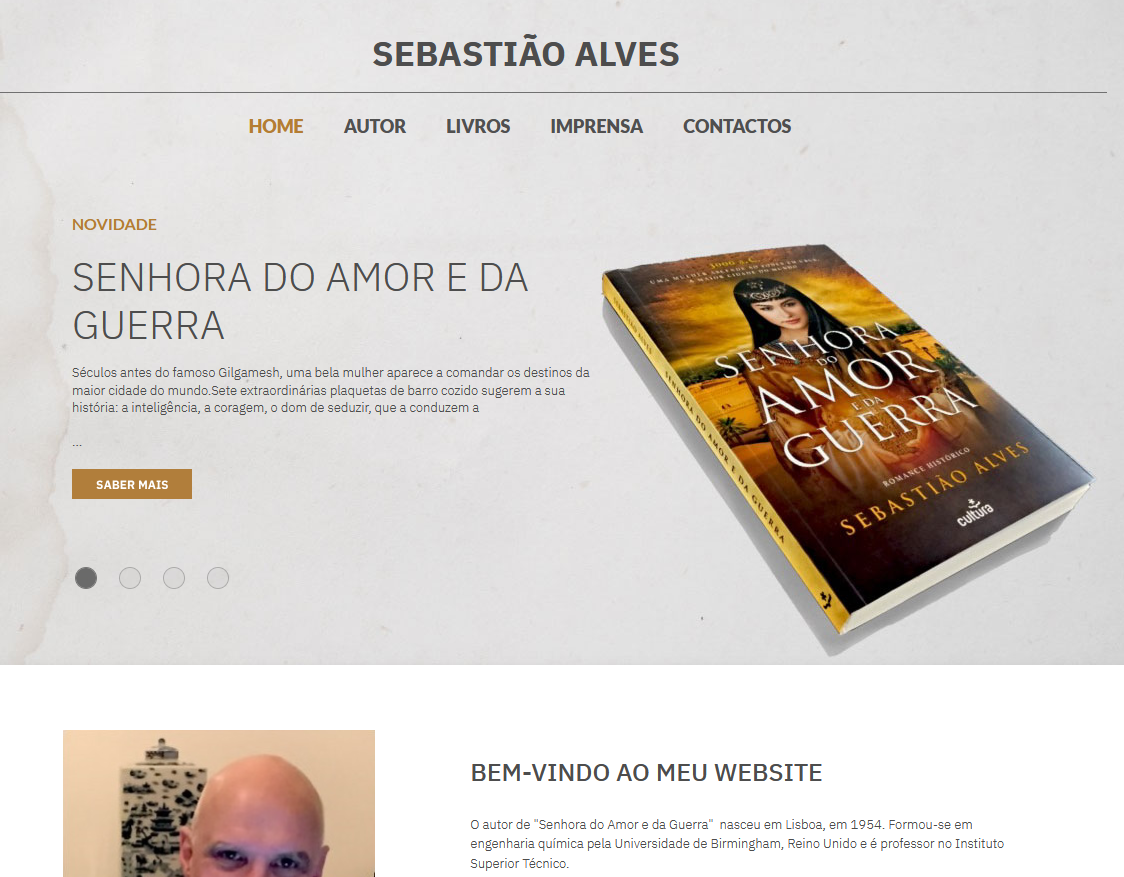 SEBASTIÃO ALVES
HOME AUTOR LIVROS IMPRENSA CONTACTOS
NOVIDADE
SENHORA DO AMOR E DA
GUERRA
Séculos antes do famoso Gilgamesh, uma bela mulher aparece a comandar os destinos da
maior cidade do mundo.Sete extraordinárias plaquetas de barro cozido sugerem a sua
história: a inteligência, a coragem, o dom de seduzir, que a conduzem a
...
SABER MAIS
3000 A.C.
UMA MULHER ASCENDE AO PODER EM URUK,
A MAIOR CIDADE DO MUNDO
SENHORA
DO
AMOR
E DA
GUERRA
ROMANCE HISTÓRICO
SEBASTIÃO ALVES
cultura
SEBASTIÃO ALVES SENHORA DO AMOR E DA GUERRA
BEM-VINDO AO MEU WEBSITE
O autor de "Senhora do Amor e da Guerra"  nasceu em Lisboa, em 1954. Formou-se em
engenharia química pela Universidade de Birmingham, Reino Unido e é professor no Instituto
Superior Técnico.